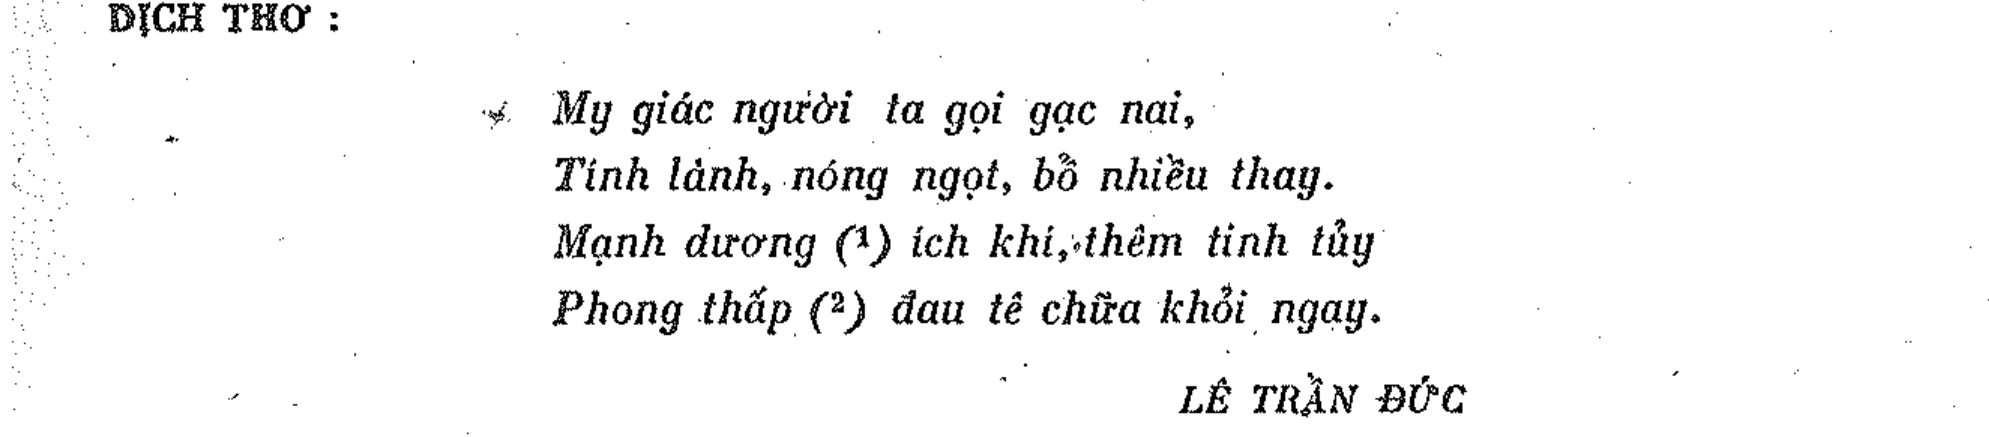 DỊCH THƠ :
My giác người ta gọi gạc nai,
Tính lành, nóng ngọt, bổ nhiều thay.
Mạnh dương (¹) ích khí, thêm tinh tủy
Phong thấp (²) đau tê chữa khỏi ngay.
LÊ TRẦN ĐỨC